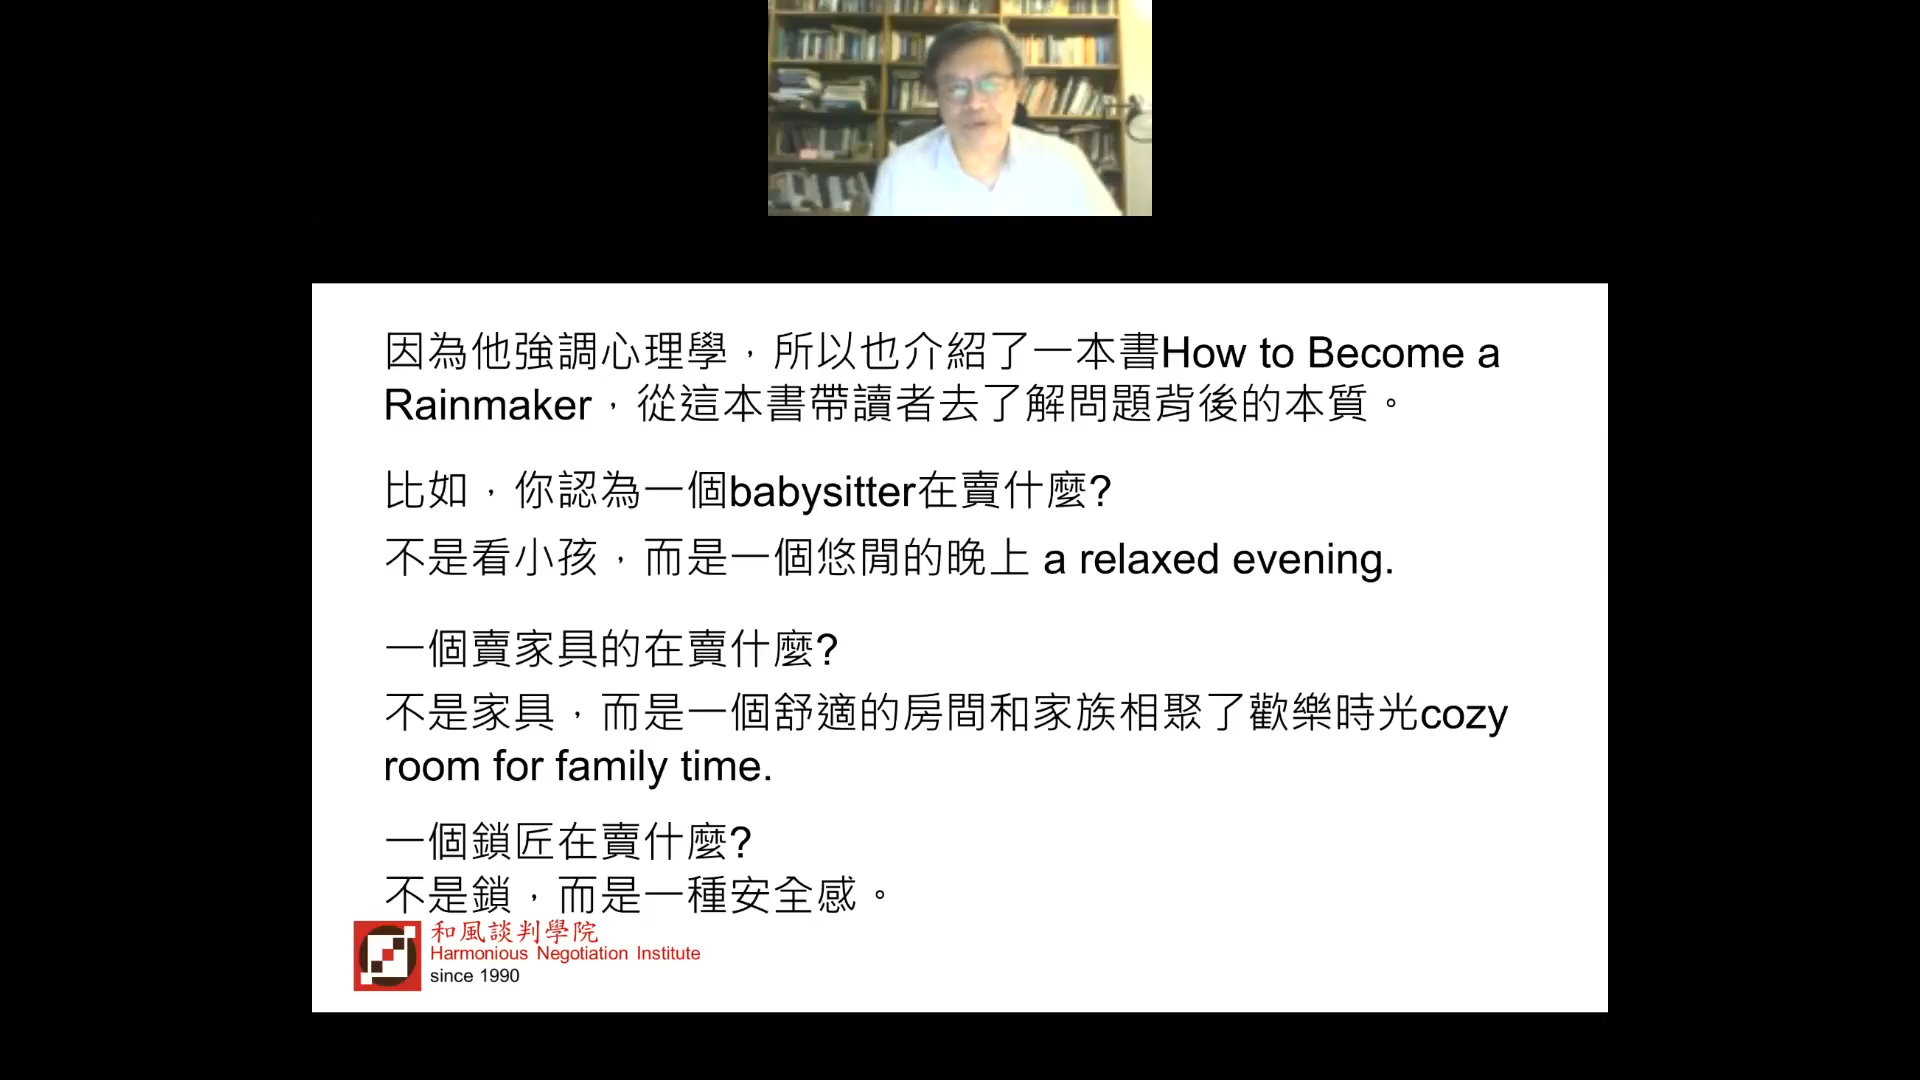 因為他強調心理學，所以也介紹了一本書How to Become a
Rainmaker，從這本書帶讀者去了解問題背後的本質。
比如，你認為一個babysitter在賣什麼?
不是看小孩，而是一個悠閒的晚上 a relaxed evening.
一個賣家具的在賣什麼?
不是家具，而是一個舒適的房間和家族相聚了歡樂時光cozy
room for family time.
一個鎖匠在賣什麼?
不是鎖，而是一種安全感。
和風談判學院
Harmonious Negotiation Institute
since 1990